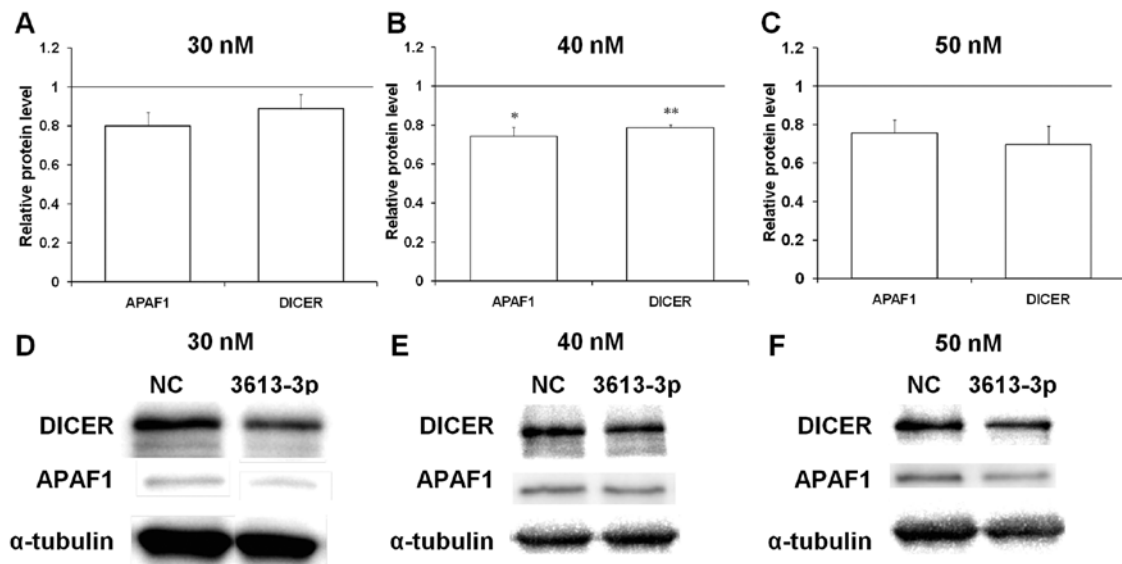 A
30 nM
1.2
1
0.8
0.6
0.4
0.2
0
Relative protein level
APAF1 DICER
B
40 nM
1.2
1
0.8
0.6
0.4
0.2
0
Relative protein level
* **
APAF1 DICER
C
50 nM
1.2
1
0.8
0.6
0.4
0.2
0
Relative protein level
APAF1 DICER
D
30 nM
NC 3613-3p
DICER
APAF1
α-tubulin
E
40 nM
NC 3613-3p
DICER
APAF1
α-tubulin
F
50 nM
NC 3613-3p
DICER
APAF1
α-tubulin